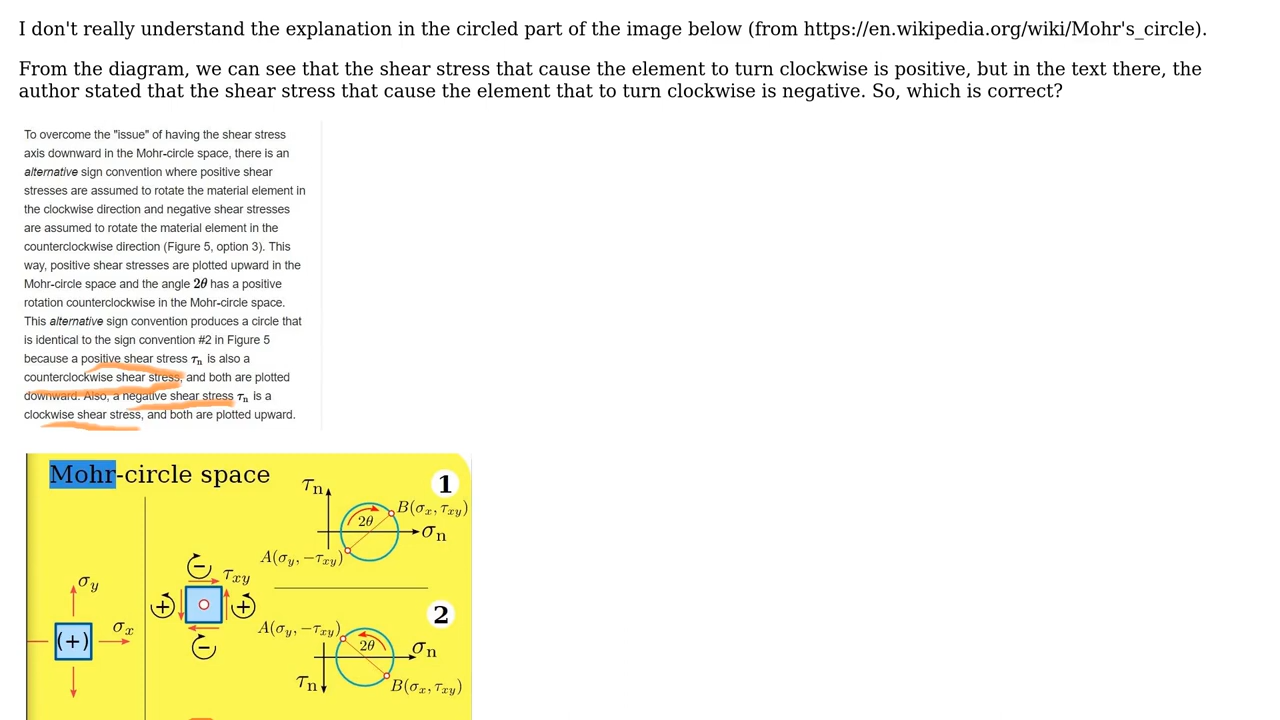 I don't really understand the explanation in the circled part of the image below (from https://en.wikipedia.org/wiki/Mohr's_circle).
From the diagram, we can see that the shear stress that cause the element to turn clockwise is positive, but in the text there, the
author stated that the shear stress that cause the element that to turn clockwise is negative. So, which is correct?
To overcome the "issue" of having the shear stress
axis downward in the Mohr-circle space, there is an
alternative sign convention where positive shear
stresses are assumed to rotate the material element in
the clockwise direction and negative shear stresses
are assumed to rotate the material element in the
counterclockwise direction (Figure 5, option 3). This
way, positive shear stresses are plotted upward in the
Mohr-circle space and the angle 2θ has a positive
rotation counterclockwise in the Mohr-circle space.
This alternative sign convention produces a circle that
is identical to the sign convention #2 in Figure 5
because a positive shear stress τn is also a
counterclockwise shear stress, and both are plotted
downward. Also, a negative shear stress τn is a
clockwise shear stress, and both are plotted upward.
Mohr-circle space
τn
1
B(σx, τxy)
2θ
σn
A(σy, −τxy)
−
τxy
σy
+
+
2
A(σy, −τxy)
σx
(+)
−
2θ
σn
τn
B(σx, τxy)